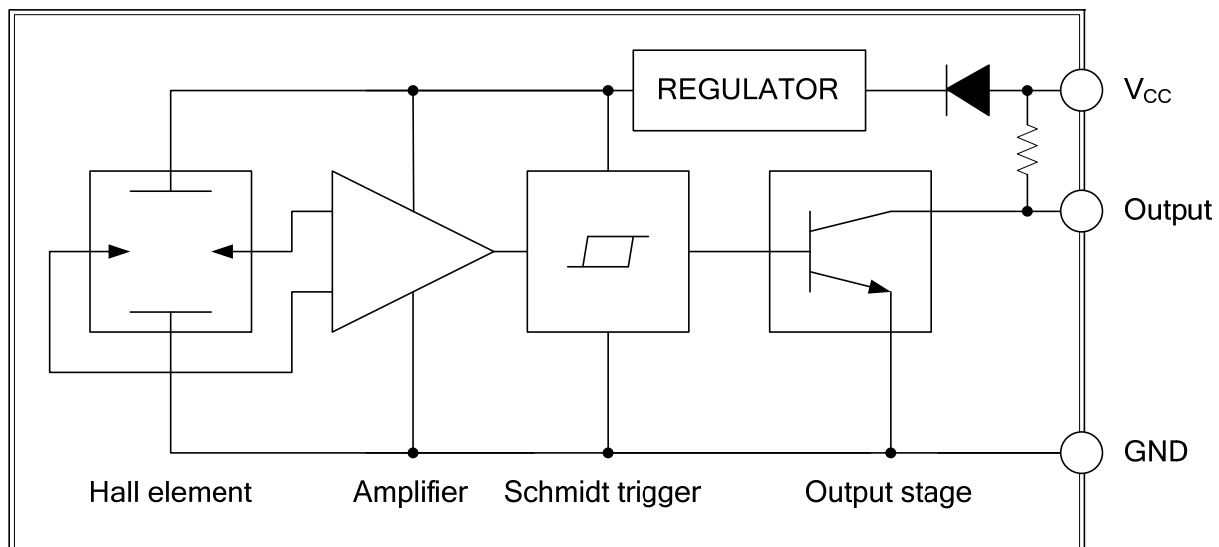 REGULATOR
VCC
Output
GND
Hall element
Amplifier
Schmidt trigger
Output stage